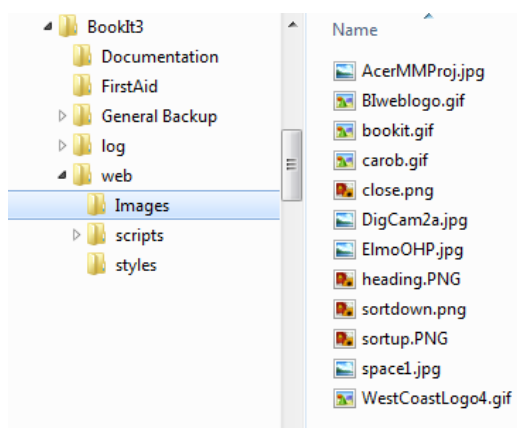 BookIt3
Documentation
FirstAid
General Backup
log
web
Images
scripts
styles
Name
AcerMMProj.jpg
BIweblogo.gif
bookit.gif
carob.gif
close.png
DigCam2a.jpg
ElmoOHP.jpg
heading.PNG
sortdown.png
sortup.PNG
space1.jpg
WestCoastLogo4.gif